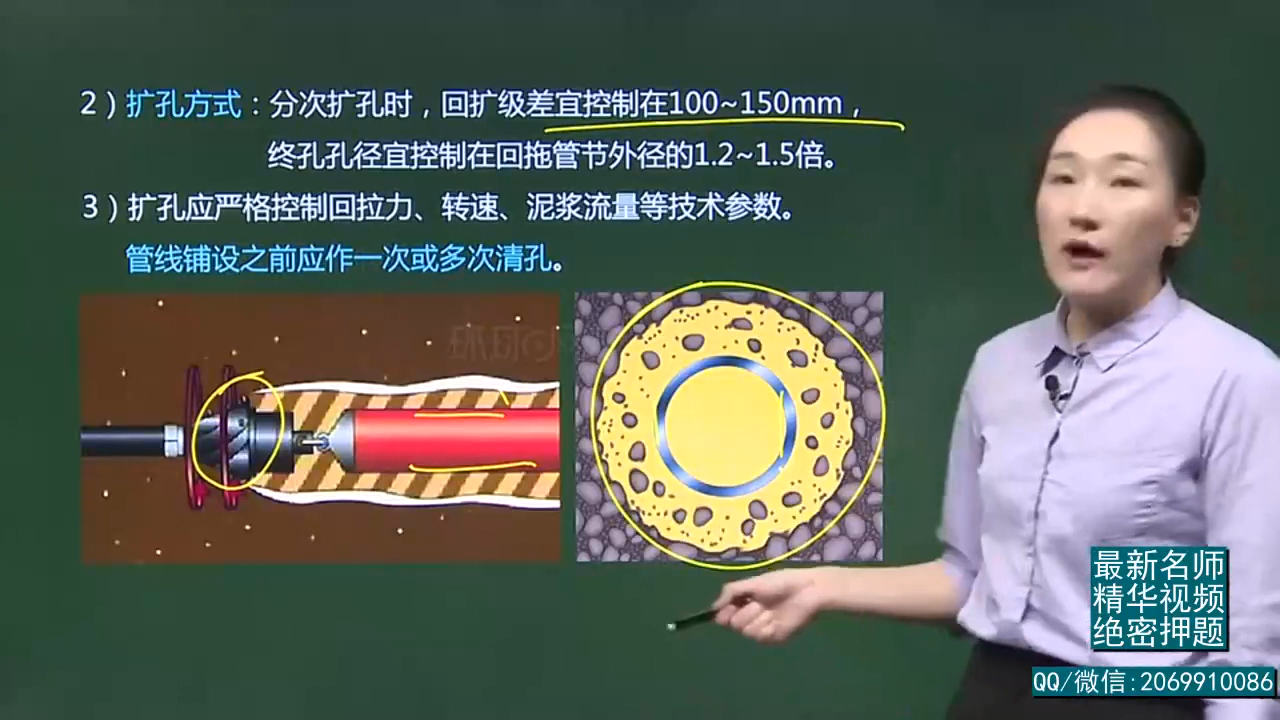 2）扩孔方式：分次扩孔时，回扩级差宜控制在100~150mm，
终孔孔径宜控制在回拖管节外径的1.2~1.5倍。
3）扩孔应严格控制回拉力、转速、泥浆流量等技术参数。
管线铺设之前应作一次或多次清孔。
最新名师
精华视频
绝密押题
QQ/微信:2069910086